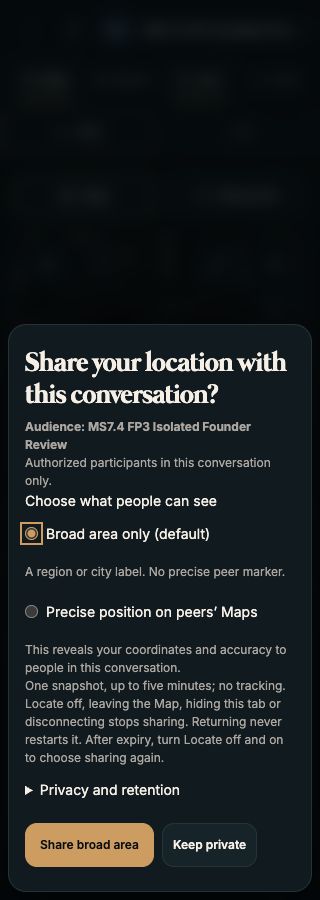 Share your location with
this conversation?
Audience: MS7.4 FP3 Isolated Founder
Review
Authorized participants in this conversation
only.
Choose what people can see
Broad area only (default)
A region or city label. No precise peer marker.
Precise position on peers’ Maps
This reveals your coordinates and accuracy to
people in this conversation.
One snapshot, up to five minutes; no tracking.
Locate off, leaving the Map, hiding this tab or
disconnecting stops sharing. Returning never
restarts it. After expiry, turn Locate off and on
to choose sharing again.
Privacy and retention
Share broad area
Keep private